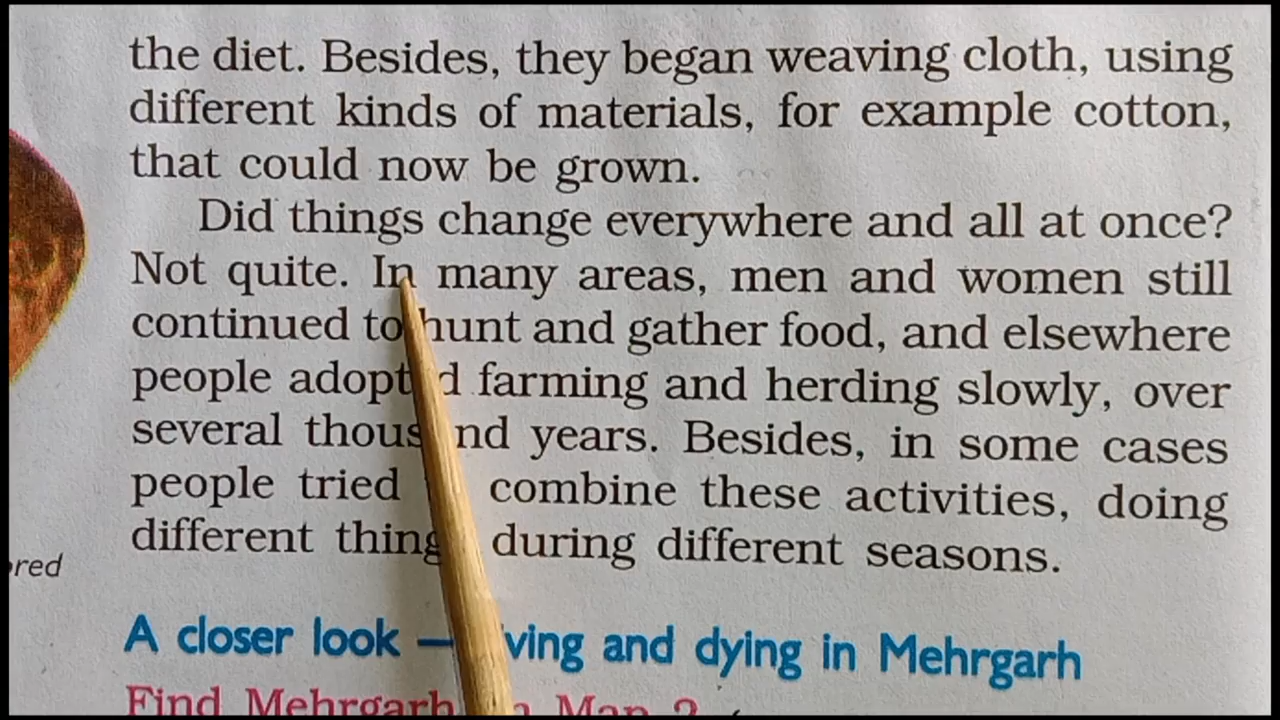 the diet. Besides, they began weaving cloth, using
different kinds of materials, for example cotton,
that could now be grown.
Did things change everywhere and all at once?
Not quite. In many areas, men and women still
continued to hunt and gather food, and elsewhere
people adopted farming and herding slowly, over
several thousand years. Besides, in some cases
people tried combine these activities, doing
different things during different seasons.
red
A closer look – Living and dying in Mehrgarh
Find Mehrgarh Map 2